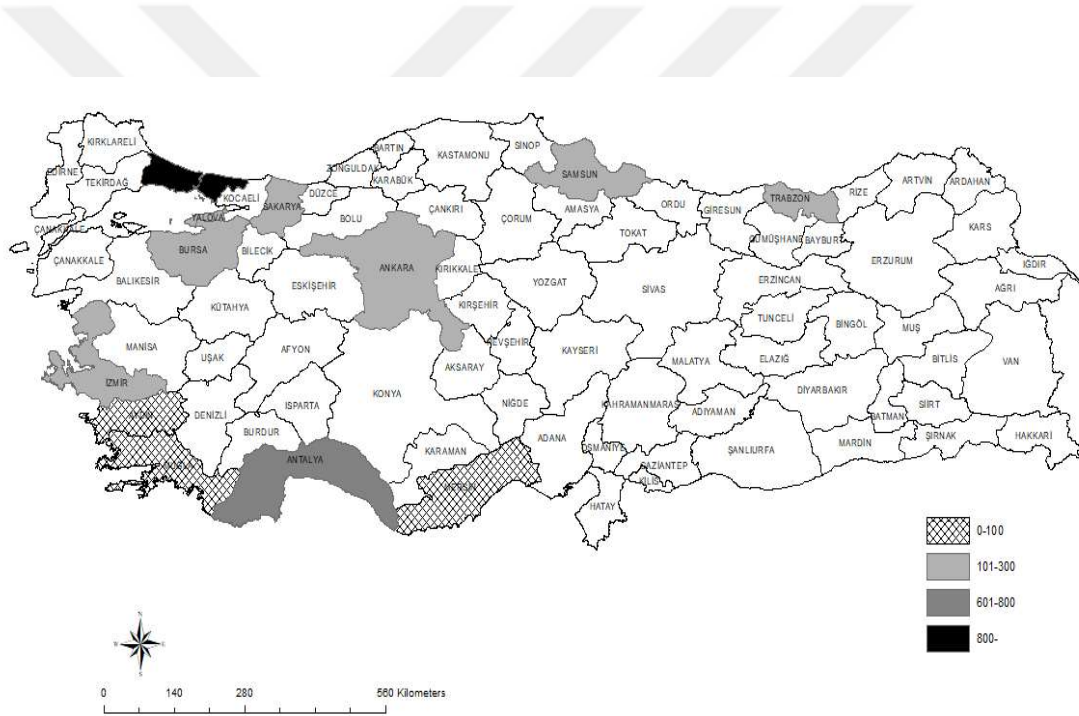 KIRKLARELİ
EDİRNE
TEKİRDAĞ
KOCAELİ
YALOVA
SAKARYA
DÜZCE
ZONGULDAK
BARTIN
KARABÜK
KASTAMONU
SİNOP
SAMSUN
BOLU
ÇANKIRI
ÇORUM
AMASYA
ORDU
GİRESUN
TRABZON
RİZE
ARTVİN
ARDAHAN
KARS
ÇANAKKALE
ÇANAKKALE
BALIKESİR
BURSA
BİLECİK
ESKİŞEHİR
ANKARA
KIRIKKALE
YOZGAT
TOKAT
SİVAS
GÜMÜŞHANE
BAYBURT
ERZİNCAN
ERZURUM
IĞDIR
AĞRI
KÜTAHYA
KIRŞEHİR
TUNCELİ
BİNGÖL
MUŞ
MANİSA
UŞAK
AFYON
NEVŞEHİR
KAYSERİ
MALATYA
ELAZIĞ
BİTLİS
VAN
İZMİR
AKSARAY
KONYA
DİYARBAKIR
AYDIN
DENİZLİ
ISPARTA
NİĞDE
KAHRAMANMARAŞ
ADIYAMAN
BATMAN
SİİRT
BURDUR
KARAMAN
ADANA
OSMANİYE
ŞANLIURFA
MARDİN
ŞIRNAK
HAKKARİ
MUĞLA
ANTALYA
MERSİN
GAZİANTEP
KİLİS
HATAY
0-100
101-300
601-800
800-
N
W
E
S
0 140 280 560 Kilometers